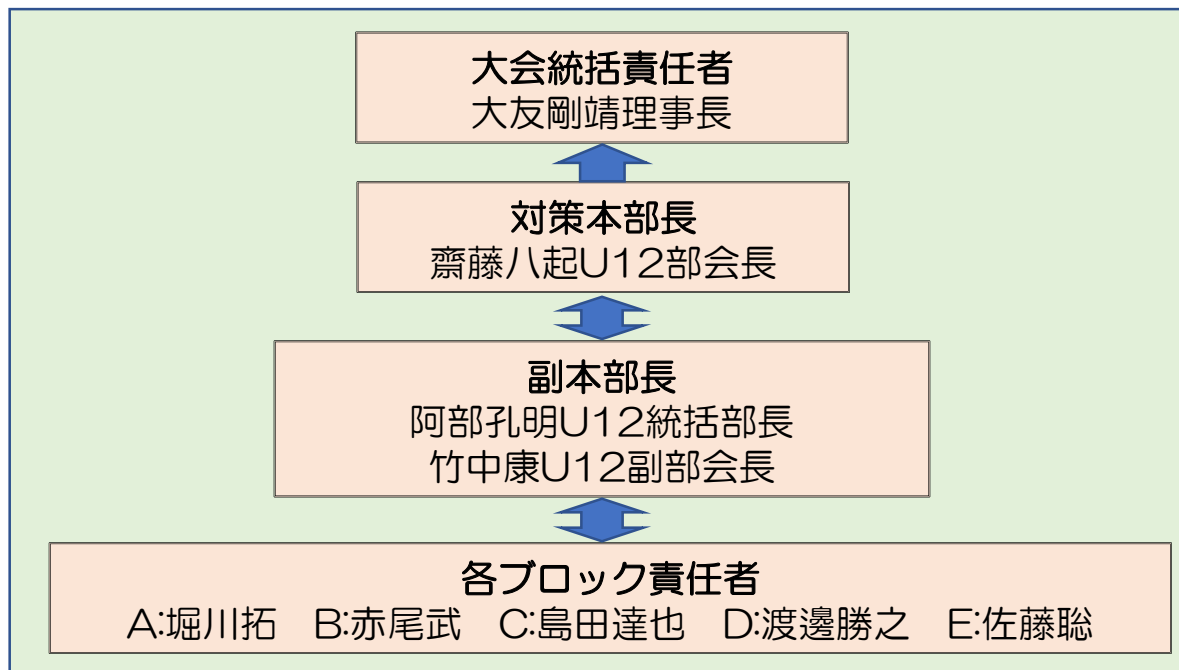 大会統括責任者
大友剛靖理事長
対策本部長
齋藤八起U12部会長
副本部長
阿部孔明U12統括部長
竹中康U12副部会長
各ブロック責任者
A:堀川拓　B:赤尾武　C:島田達也　D:渡邊勝之　E:佐藤聡